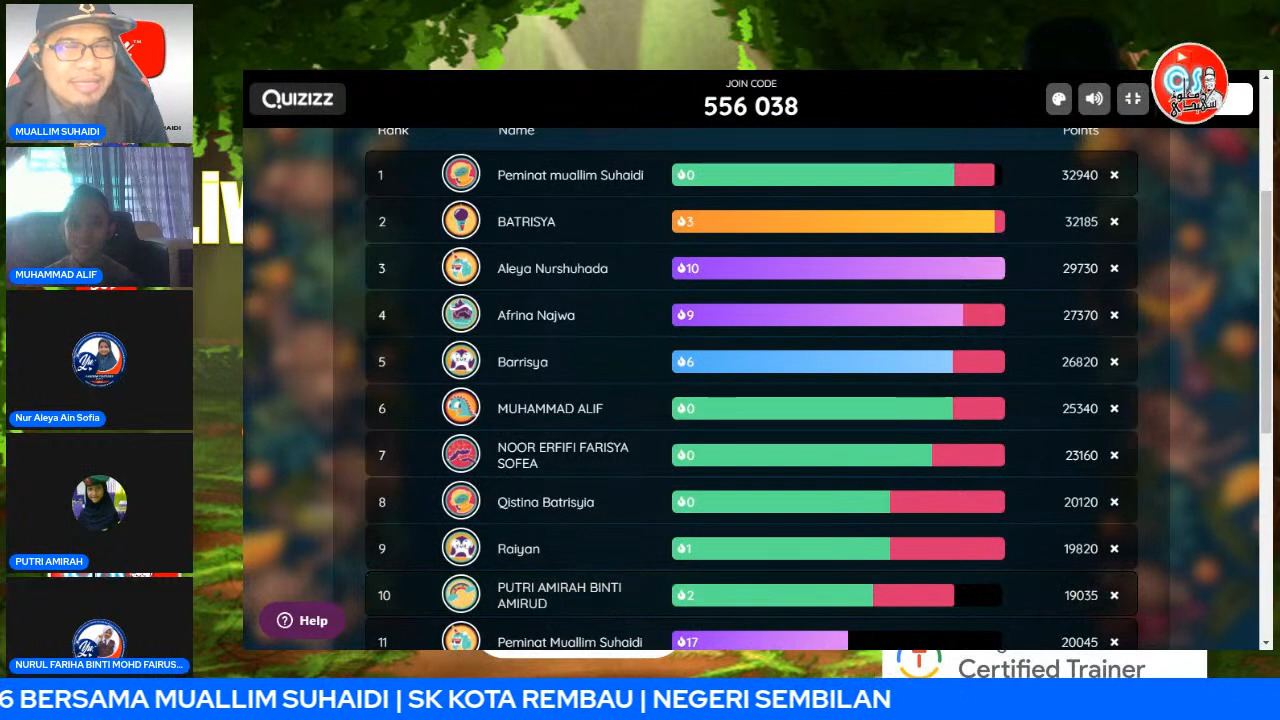 MUALLIM SUHAIDI
MUHAMMAD ALIF
Nur Aleya Ain Sofia
PUTRI AMIRAH
NURUL FARIHA BINTI MOHD FAIRUS...
QUIZIZZ
JOIN CODE
556 038
Rank Name Points
1 Peminat muallim Suhaidi 0 32940
2 BATRISYA 3 32185
3 Aleya Nurshuhada 10 29730
4 Afrina Najwa 9 27370
5 Barrisya 6 26820
6 MUHAMMAD ALIF 0 25340
7 NOOR ERFIFI FARISYA
SOFEA 0 23160
8 Qistina Batrisyia 0 20120
9 Raiyan 1 19820
10 PUTRI AMIRAH BINTI
AMIRUD 2 19035
11 Peminat Muallim Suhaidi 17 20045
Help
Certified Trainer
6 BERSAMA MUALLIM SUHAIDI | SK KOTA REMBAU | NEGERI SEMBILAN